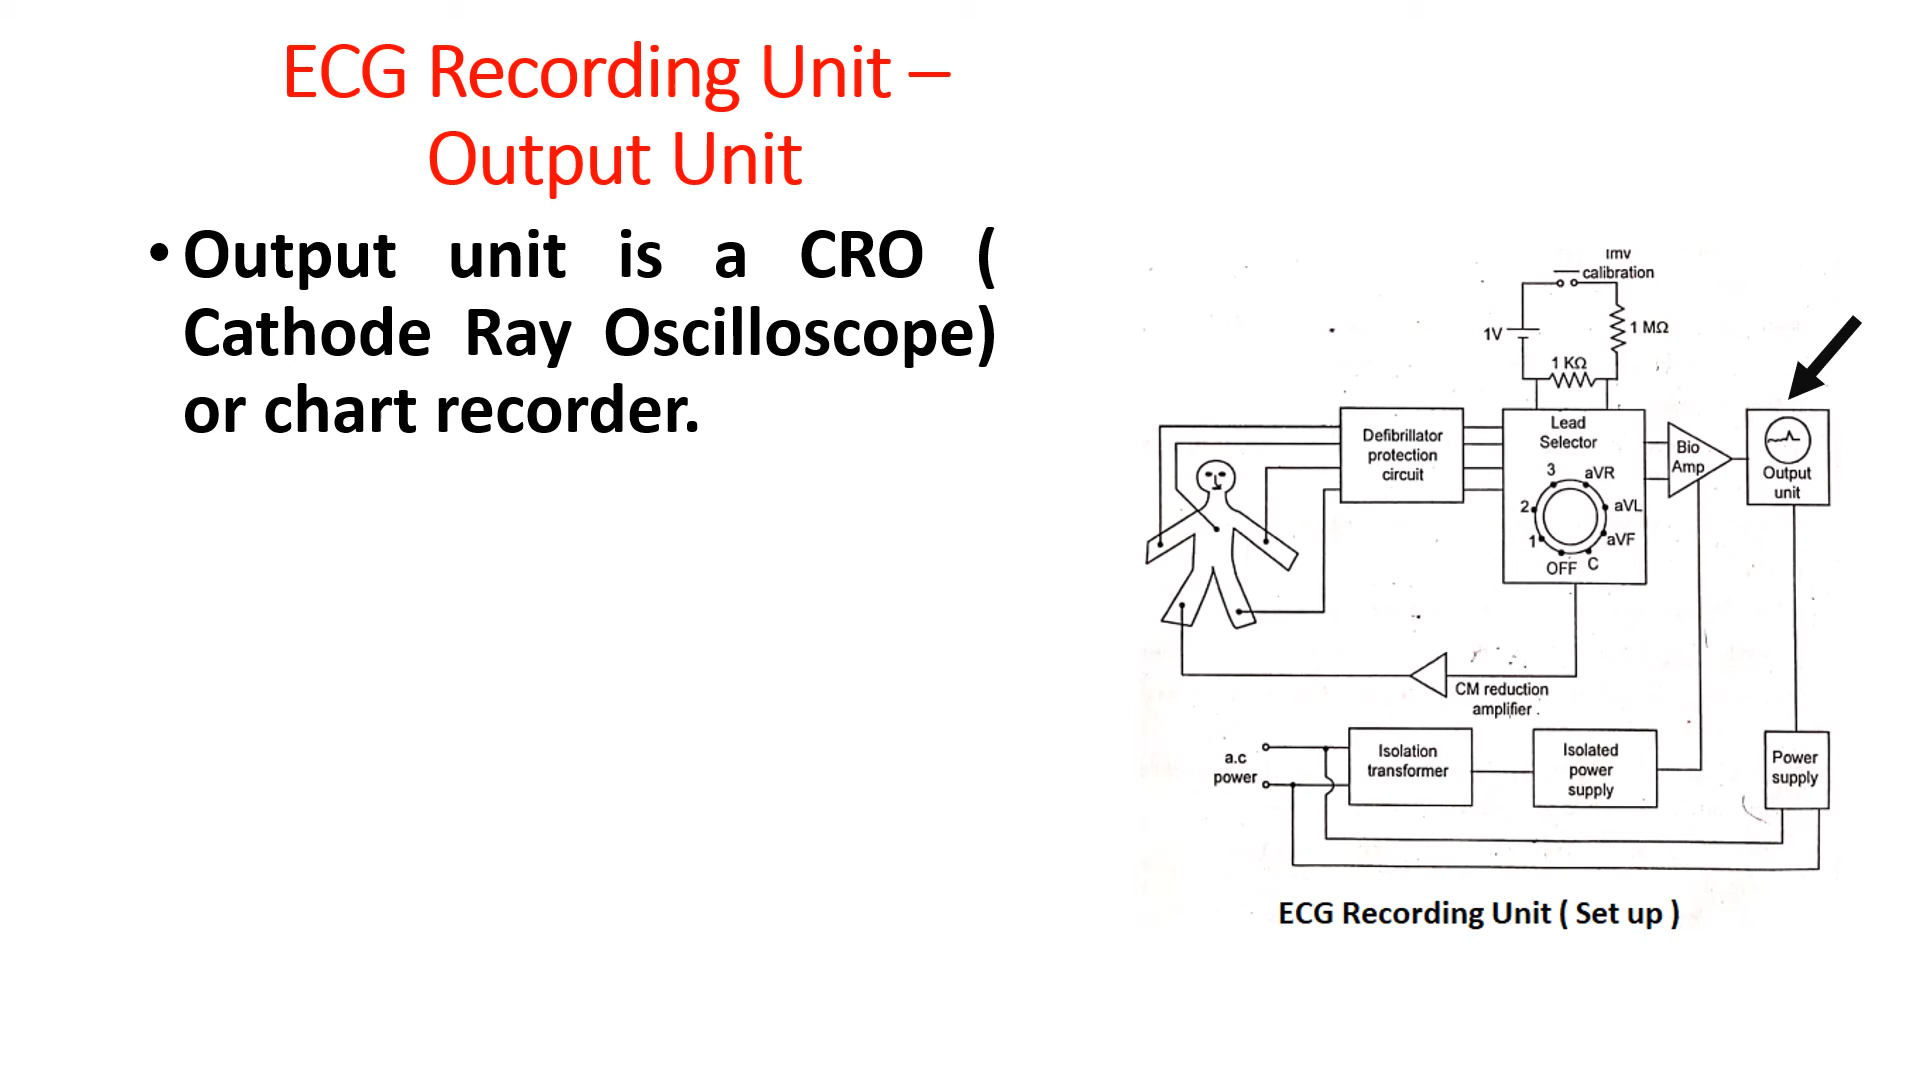 ECG Recording Unit –
Output Unit
• Output unit is a CRO (
Cathode Ray Oscilloscope)
or chart recorder.
1mv
calibration
1V
1 MΩ
1 KΩ
Defibrillator
protection
circuit
Lead
Selector
3
aVR
2
aVL
1
aVF
OFF
C
Bio
Amp
Output
unit
CM reduction
amplifier .
a.c
power
Isolation
transformer
Isolated
power
supply
Power
supply
ECG Recording Unit ( Set up )